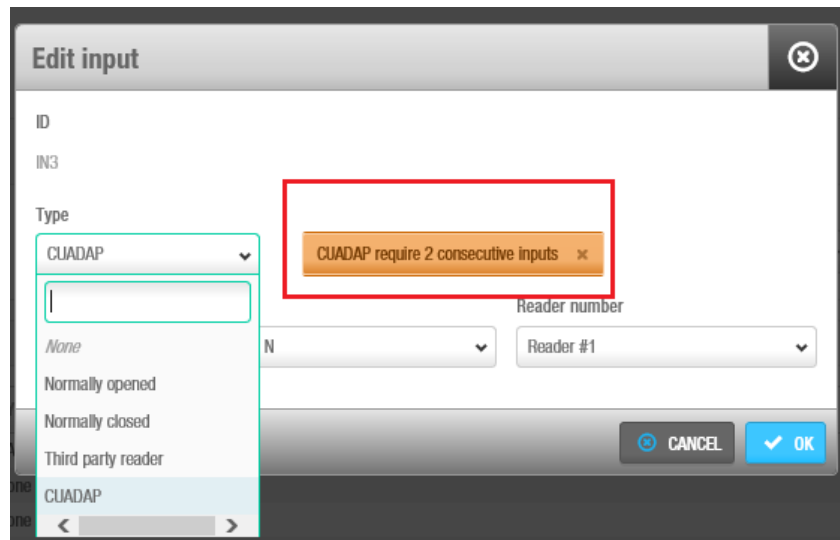 Edit input
ID
IN3
Type
CUADAP
CUADAP require 2 consecutive inputs
Reader number
None
N
Reader #1
Normally opened
Normally closed
Third party reader
CANCEL
OK
CUADAP